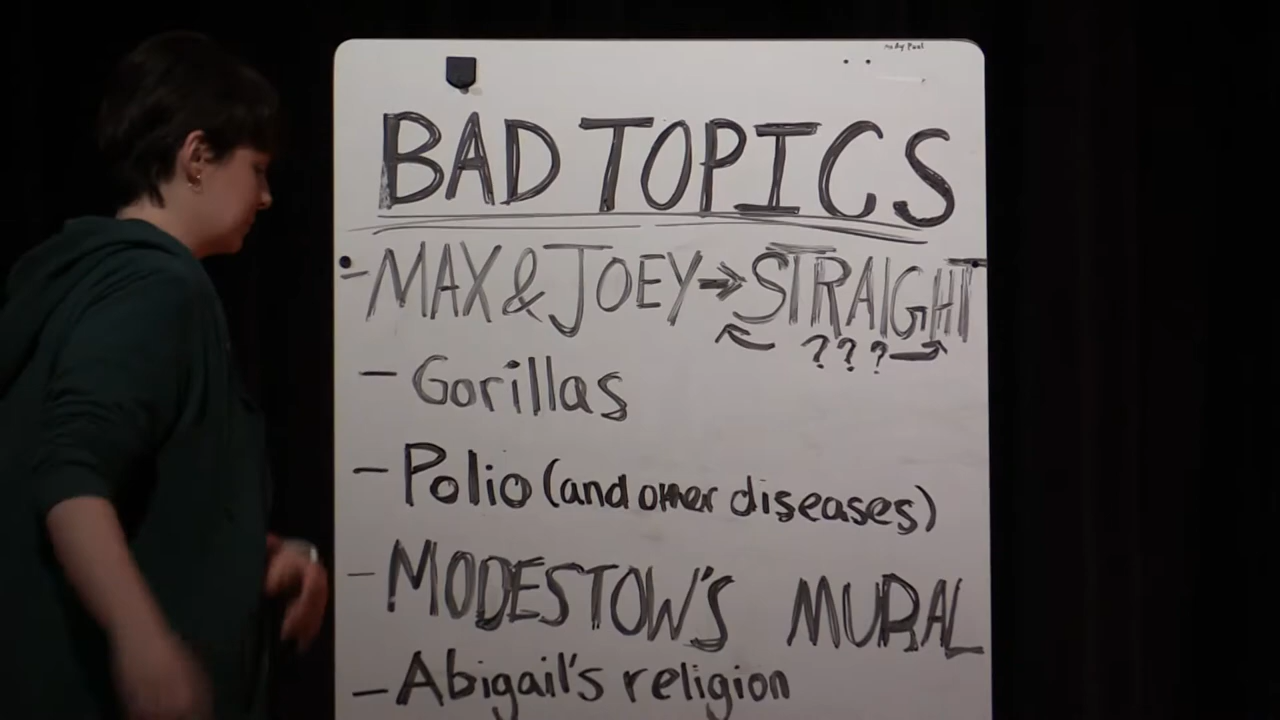 BAD TOPICS
- MAX & JOEY → STRAIGHT
???
- Gorillas
- Polio (and other diseases)
- MODESTOW'S MURAL
- Abigail's religion